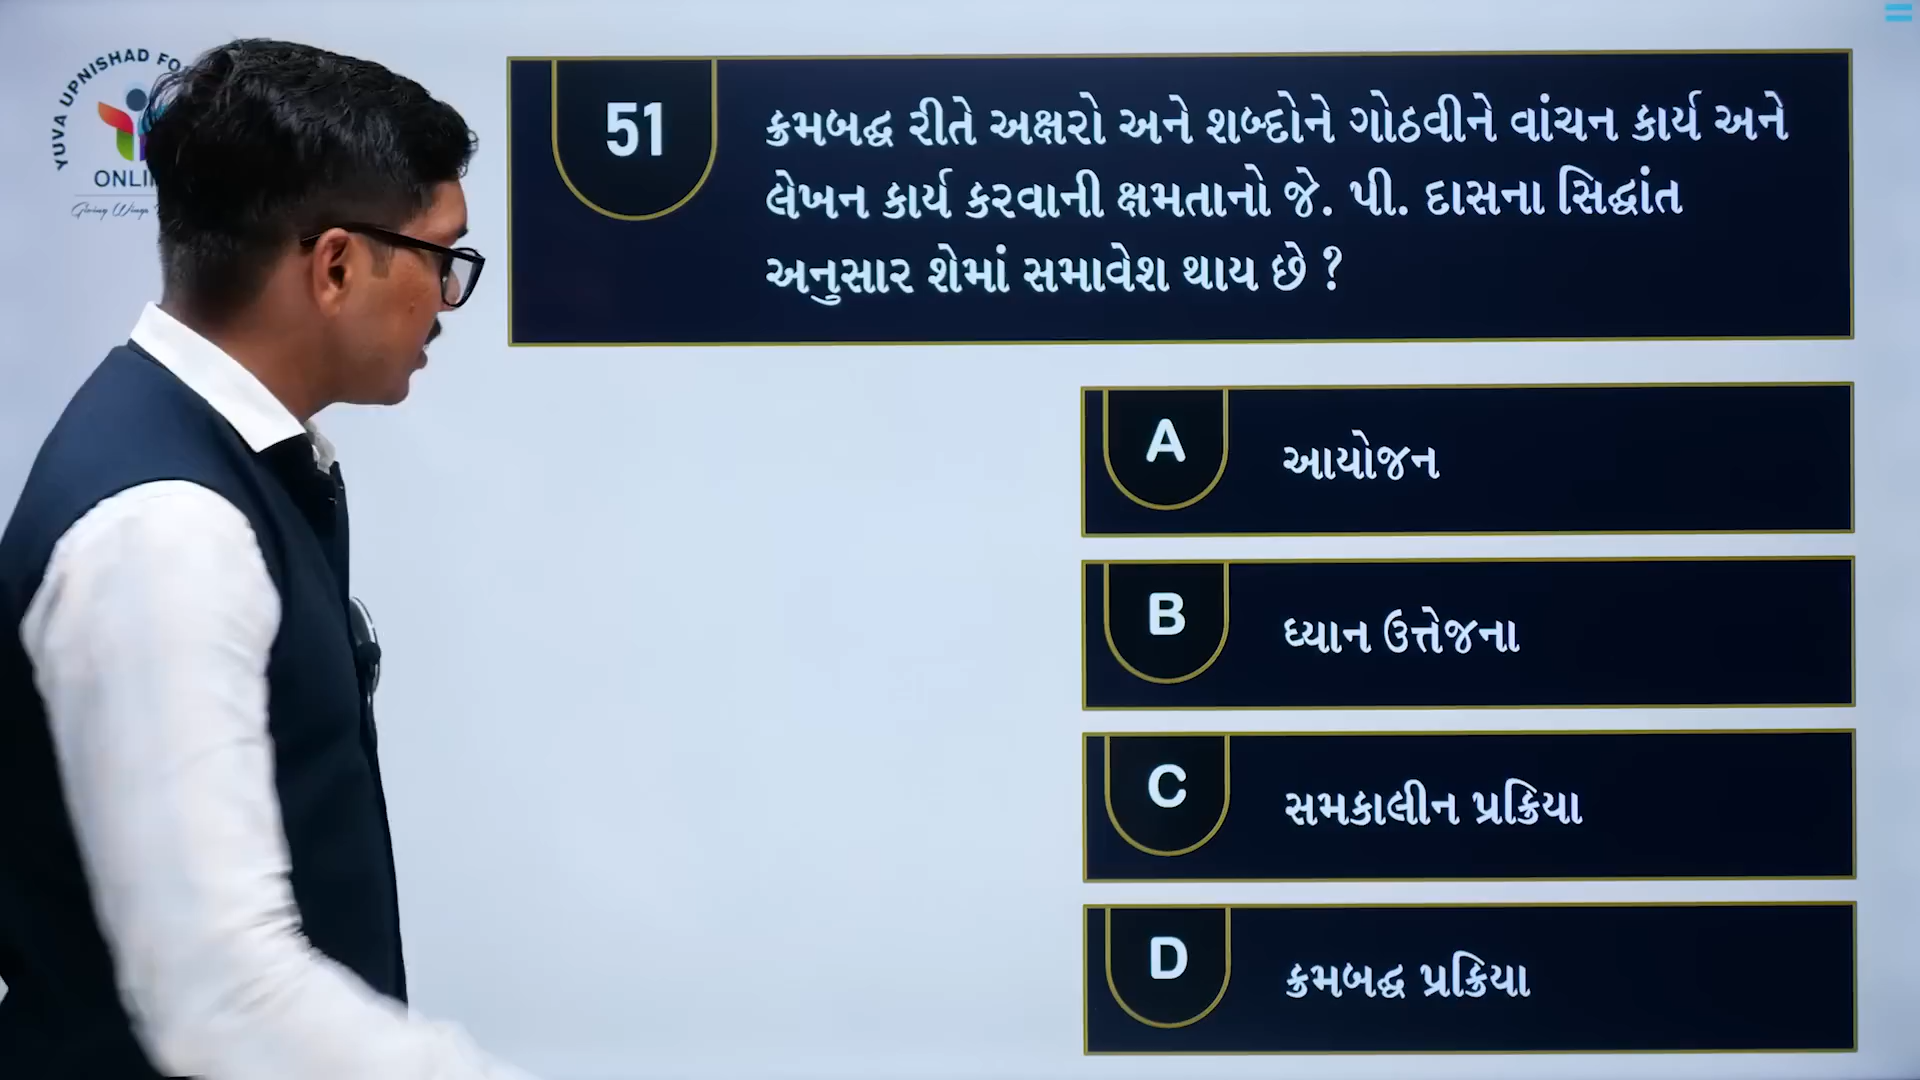 YUVA UPNISHAD
51
ક્રમબદ્ધ રીતે અક્ષરો અને શબ્દોને ગોઠવીને વાંચન કાર્ય અને
લેખન કાર્ય કરવાની ક્ષમતાનો જે. પી. દાસના સિદ્ધાંત
અનુસાર શેમાં સમાવેશ થાય છે ?
A
આયોજન
B
ધ્યાન ઉત્તેજના
C
સમકાલીન પ્રક્રિયા
D
ક્રમબદ્ધ પ્રક્રિયા